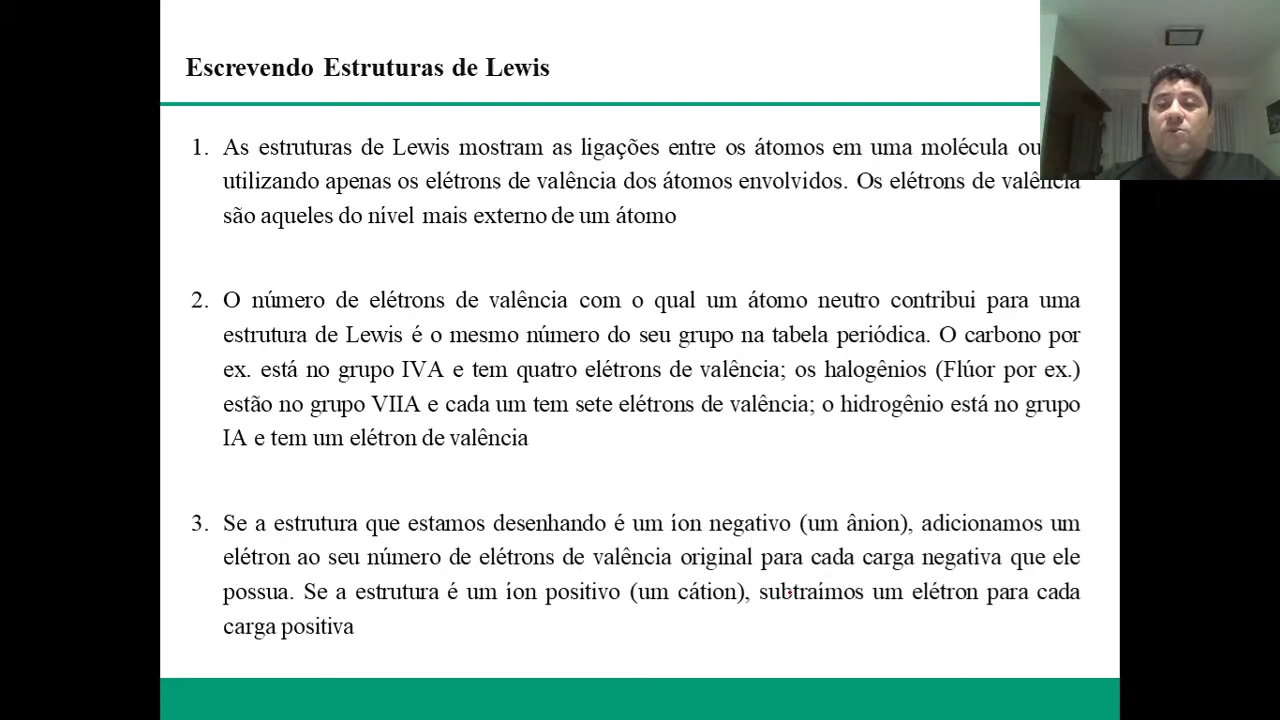 Escrevendo Estruturas de Lewis
1. As estruturas de Lewis mostram as ligações entre os átomos em uma molécula ou
utilizando apenas os elétrons de valência dos átomos envolvidos. Os elétrons de valência
são aqueles do nível mais externo de um átomo
2. O número de elétrons de valência com o qual um átomo neutro contribui para uma
estrutura de Lewis é o mesmo número do seu grupo na tabela periódica. O carbono por
ex. está no grupo IVA e tem quatro elétrons de valência; os halogênios (Flúor por ex.)
estão no grupo VIIA e cada um tem sete elétrons de valência; o hidrogênio está no grupo
IA e tem um elétron de valência
3. Se a estrutura que estamos desenhando é um íon negativo (um ânion), adicionamos um
elétron ao seu número de elétrons de valência original para cada carga negativa que ele
possua. Se a estrutura é um íon positivo (um cátion), subtraímos um elétron para cada
carga positiva